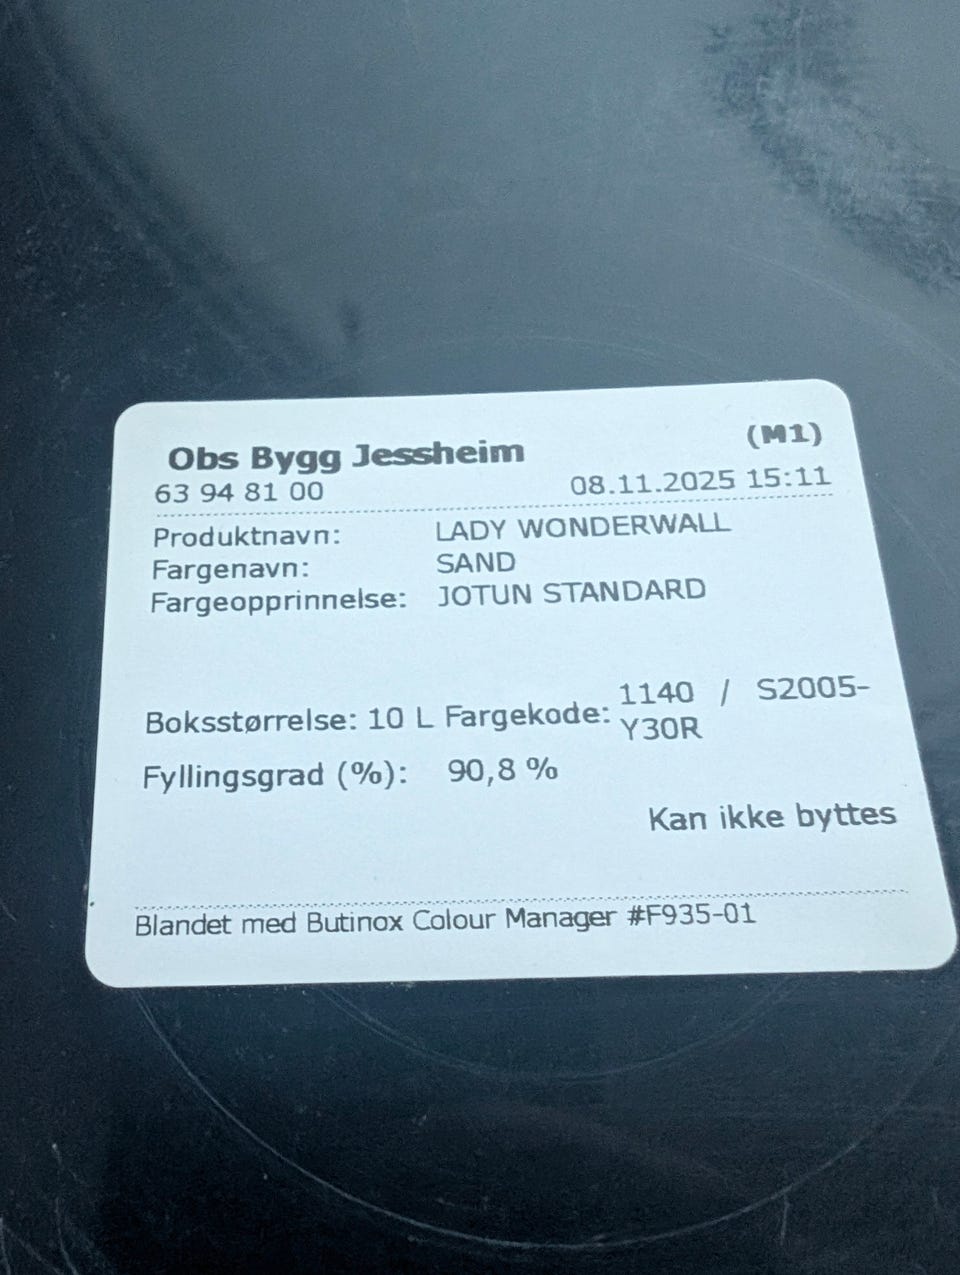 Obs Bygg Jessheim (M1)
63 94 81 00 08.11.2025 15:11
Produktnavn: LADY WONDERWALL
Fargenavn: SAND
Fargeopprinnelse: JOTUN STANDARD
Boksstørrelse: 10 L Fargekode: 1140 / S2005-
Y30R
Fyllingsgrad (%): 90,8 %
Kan ikke byttes
Blandet med Butinox Colour Manager #F935-01